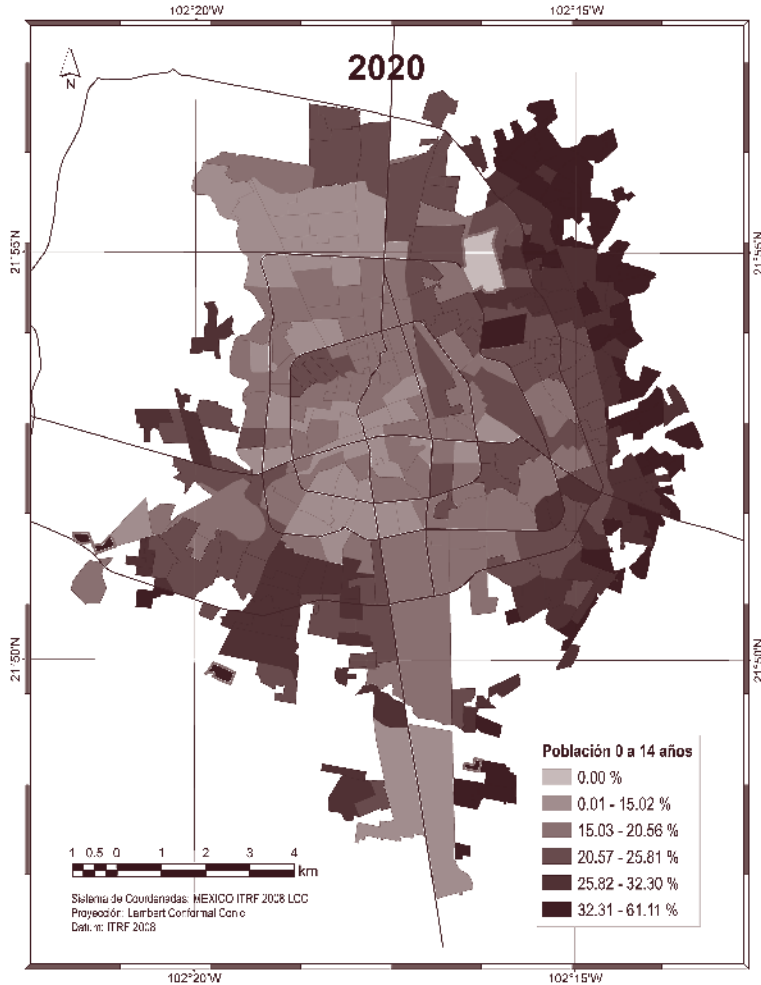 102°20'W 102°15'W
2020
N
21°55'N 21°55'N
21°50'N 21°50'N
Población 0 a 14 años
0.00 %
0.01 - 15.02 %
15.03 - 20.56 %
20.57 - 25.81 %
25.82 - 32.30 %
32.31 - 61.11 %
1 0.5 0 1 2 3 4
km
Sistema de Coordenadas: MEXICO ITRF 2008 LCC
Proyección: Lambert Conformal Conic
Datum: ITRF 2008
102°20'W 102°15'W